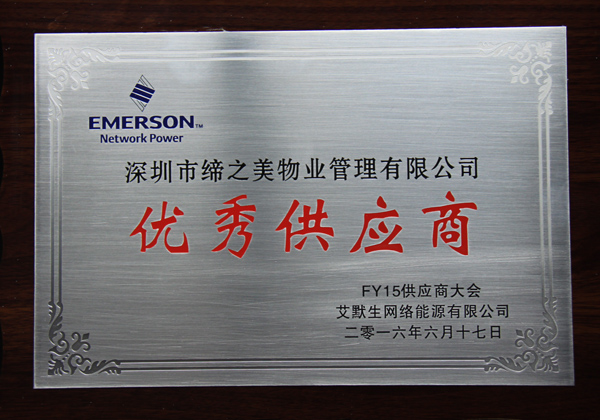 EMERSON™
Network Power
深圳市缔之美物业管理有限公司
优秀供应商
FY15供应商大会
艾默生网络能源有限公司
二零一六年六月十七日